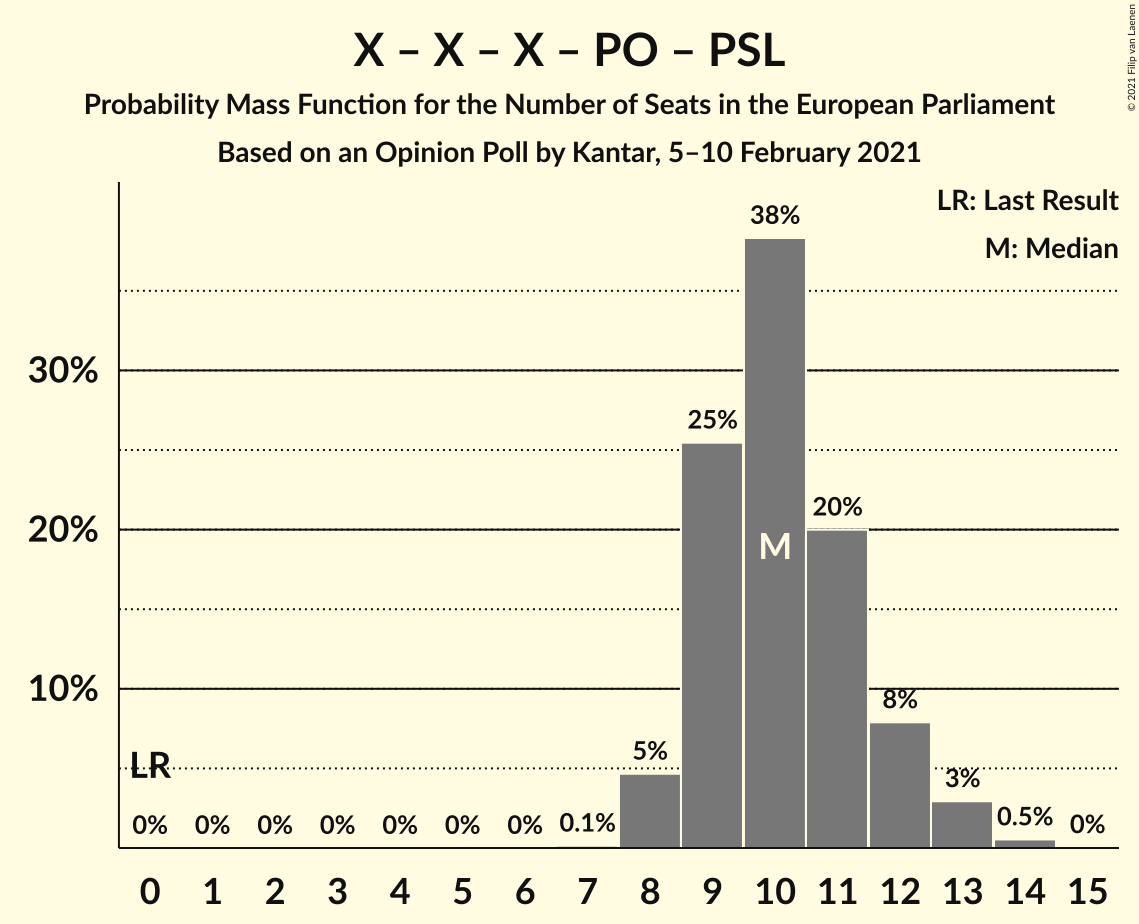 X – X – X – PO – PSL
Probability Mass Function for the Number of Seats in the European Parliament
Based on an Opinion Poll by Kantar, 5–10 February 2021
© 2021 Filip van Laenen
LR: Last Result
M: Median
38%
30%
25%
20%
20%
M
10%
8%
LR
5%
3%
0% 0% 0% 0% 0% 0% 0% 0.1% 0.5% 0%
0 1 2 3 4 5 6 7 8 9 10 11 12 13 14 15